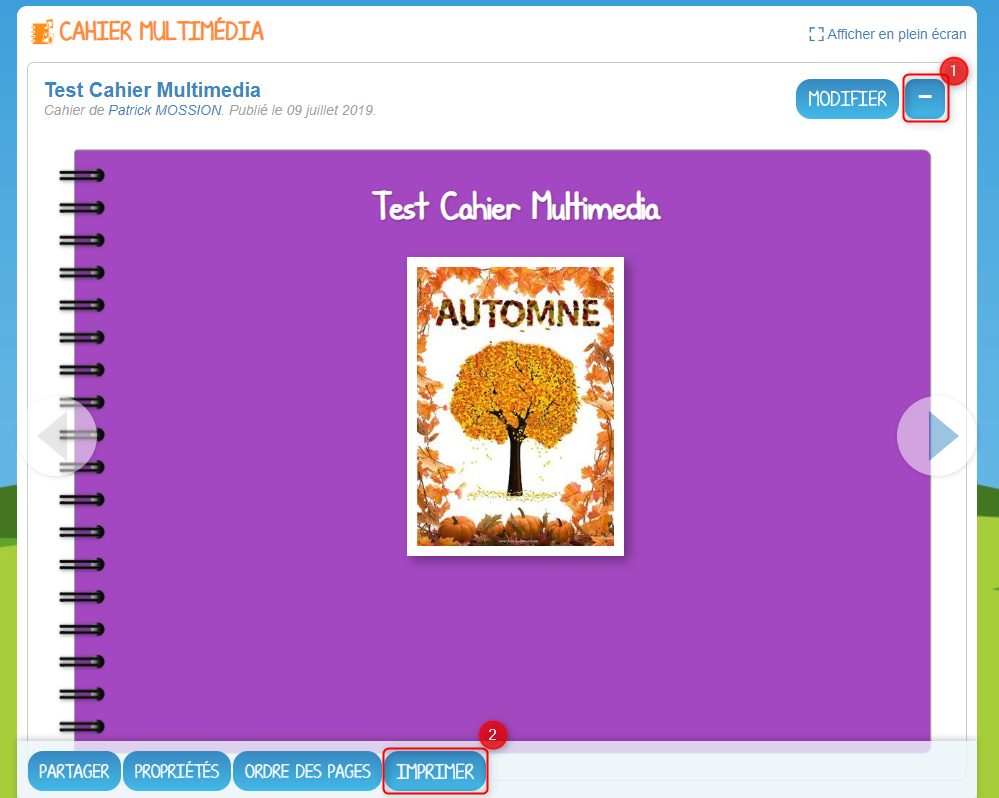 CAHIER MULTIMÉDIA
Afficher en plein écran
1
Test Cahier Multimedia
Cahier de Patrick MOSSION. Publié le 09 juillet 2019.
MODIFIER
Test Cahier Multimedia
AUTOMNE
2
PARTAGER PROPRIÉTÉS ORDRE DES PAGES IMPRIMER